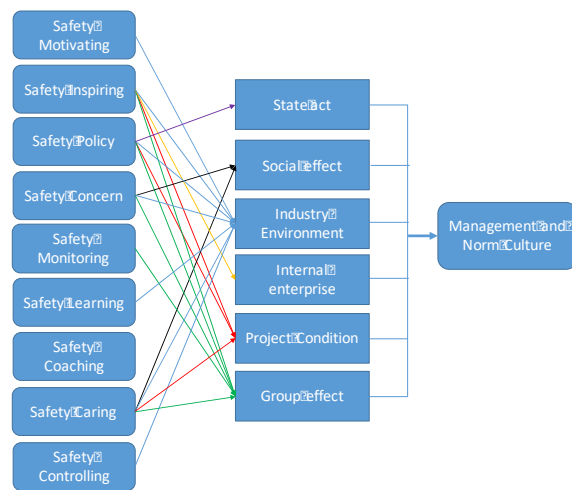 Safety
Motivating
Safety Inspiring
Safety Policy
Safety Concern
Safety
Monitoring
Safety Learning
Safety
Coaching
Safety Caring
Safety
Controlling
State act
Social effect
Industry
Environment
Internal
enterprise
Project Condition
Group effect
Management and
Norm Culture